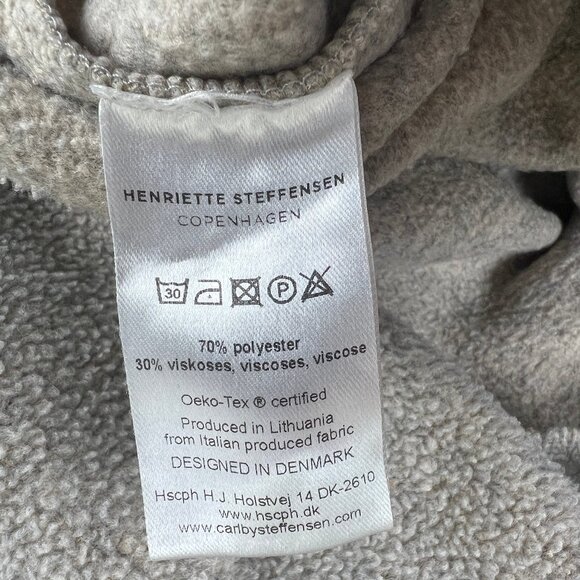 HENRIETTE STEFFENSEN
COPENHAGEN
30 P
70% polyester
30% viskoses, viscoses, viscose
Oeko-Tex ® certified
Produced in Lithuania
from Italian produced fabric
DESIGNED IN DENMARK
Hscph H.J. Holstvej 14 DK-2610
www.hscph.dk
www.carlbysteffensen.com